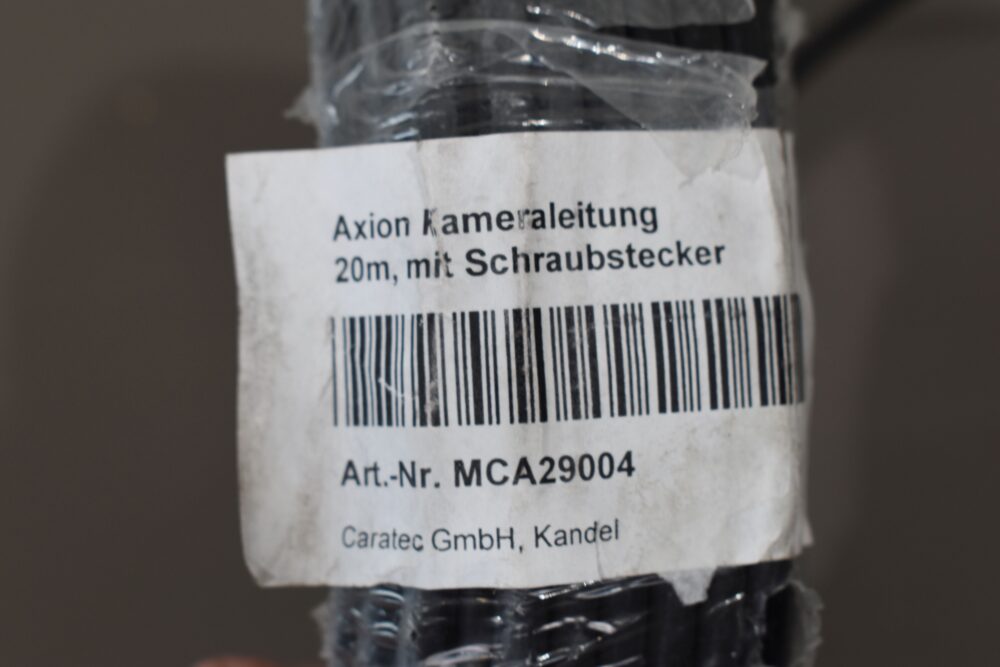 Axion Kameraleitung
20m, mit Schraubstecker
Art.-Nr. MCA29004
Caratec GmbH, Kandel